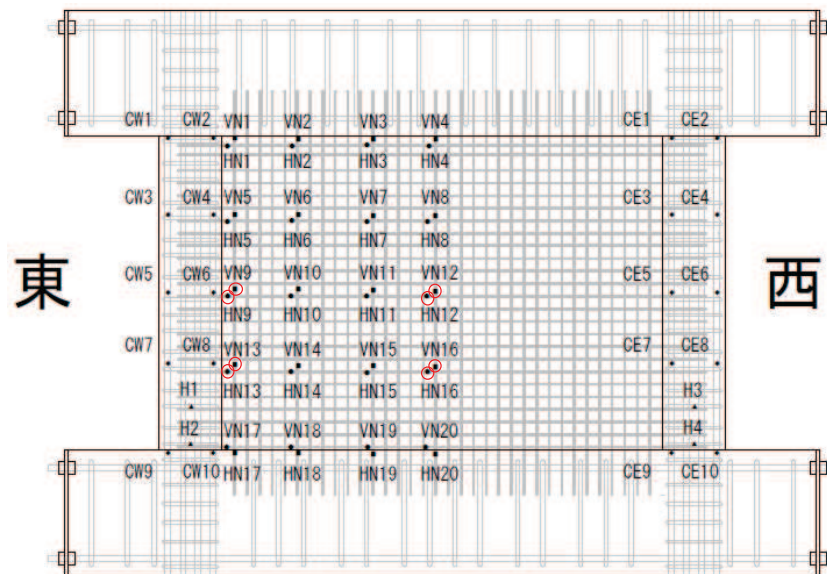 CW1 CW2 VN1 VN2 VN3 VN4 CE1 CE2
HN1 HN2 HN3 HN4
CW3 CW4 VN5 VN6 VN7 VN8 CE3 CE4
HN5 HN6 HN7 HN8
CW5 CW6 VN9 VN10 VN11 VN12 CE5 CE6
東 西
HN9 HN10 HN11 HN12
CW7 CW8 VN13 VN14 VN15 VN16 CE7 CE8
H1 HN13 HN14 HN15 HN16 H3
H2 VN17 VN18 VN19 VN20 H4
CW9 CW10 HN17 HN18 HN19 HN20 CE9 CE10